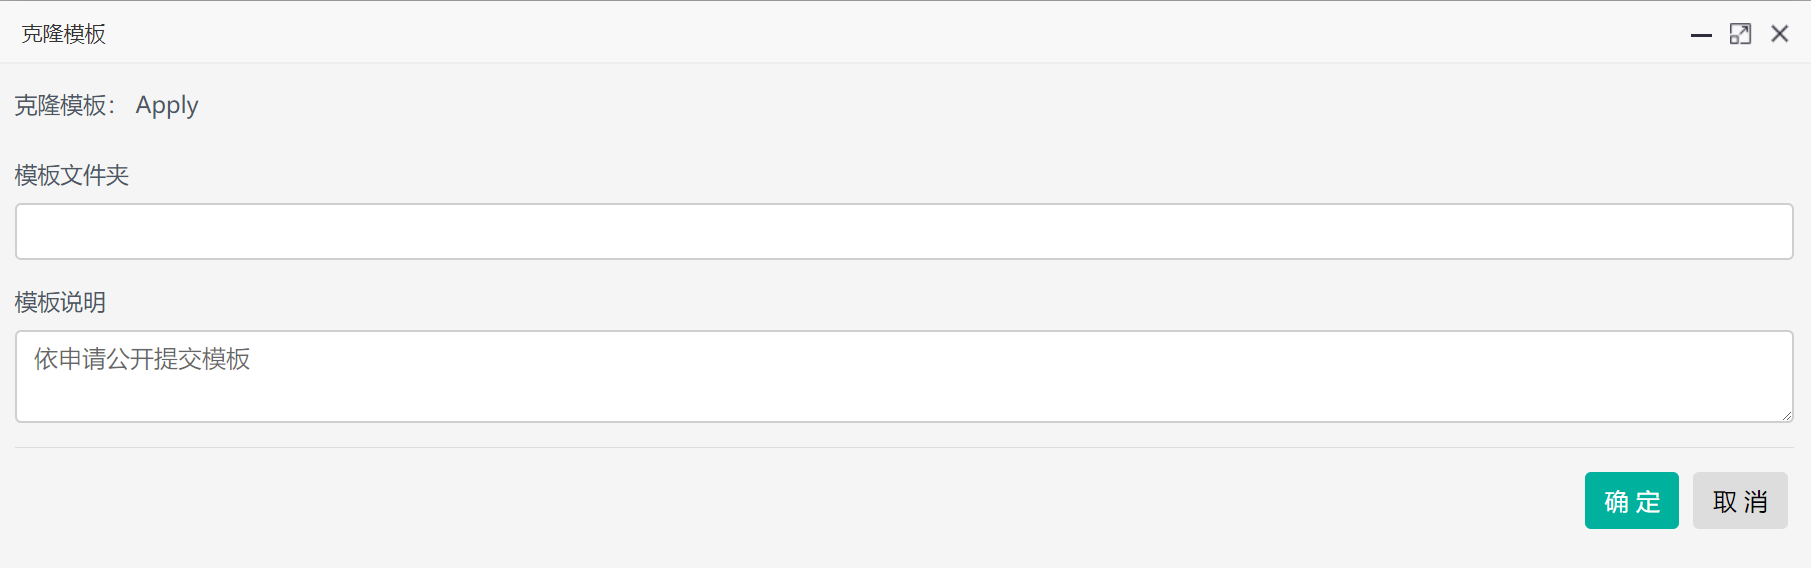 克隆模板
克隆模板： Apply
模板文件夹
模板说明
依申请公开提交模板
确 定 取 消